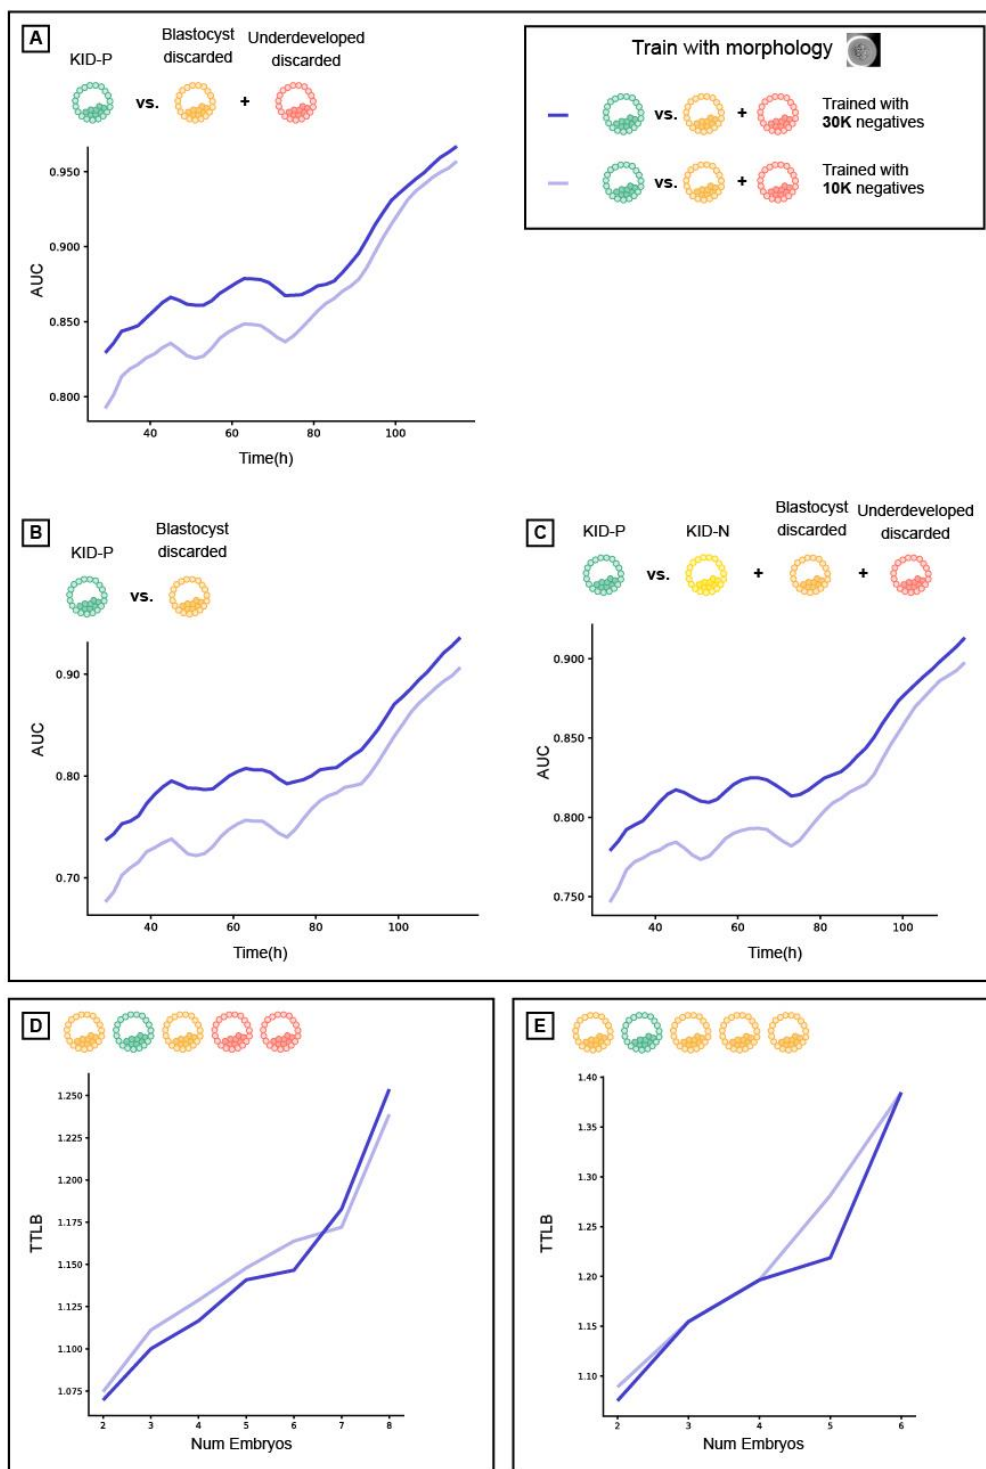 A
KID-P
Blastocyst
discarded
Underdeveloped
discarded
vs.
+
AUC
0.950
0.900
0.850
0.800
40
60
80
100
Time(h)
Train with morphology
vs.
+
Trained with
30K negatives
vs.
+
Trained with
10K negatives
B
KID-P
Blastocyst
discarded
vs.
AUC
0.90
0.80
0.70
40
60
80
100
Time(h)
C
KID-P
KID-N
Blastocyst
discarded
Underdeveloped
discarded
vs.
+
+
AUC
0.900
0.850
0.800
0.750
40
60
80
100
Time(h)
D
TTLB
1.250
1.225
1.200
1.175
1.150
1.125
1.100
1.075
2
3
4
5
6
7
8
Num Embryos
E
TTLB
1.40
1.35
1.30
1.25
1.20
1.15
1.10
2
3
4
5
6
Num Embryos